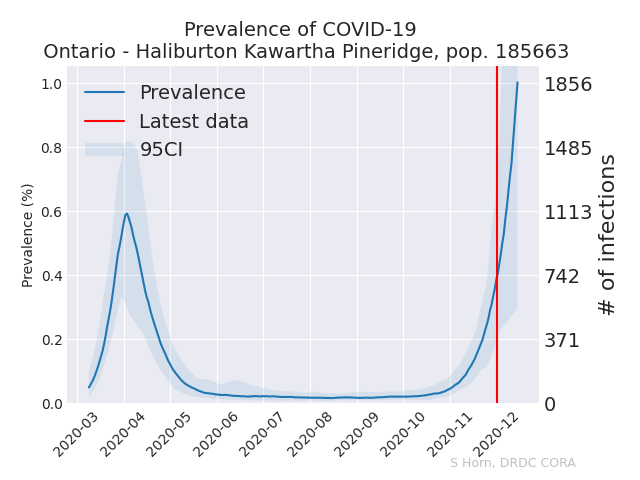 Prevalence of COVID-19
Ontario - Haliburton Kawartha Pineridge, pop. 185663
Prevalence
Latest data
95CI
Prevalence (%)
1.0
0.8
0.6
0.4
0.2
0.0
1856
1485
1113
742
371
0
# of infections
2020-03
2020-04
2020-05
2020-06
2020-07
2020-08
2020-09
2020-10
2020-11
2020-12
S Horn, DRDC CORA